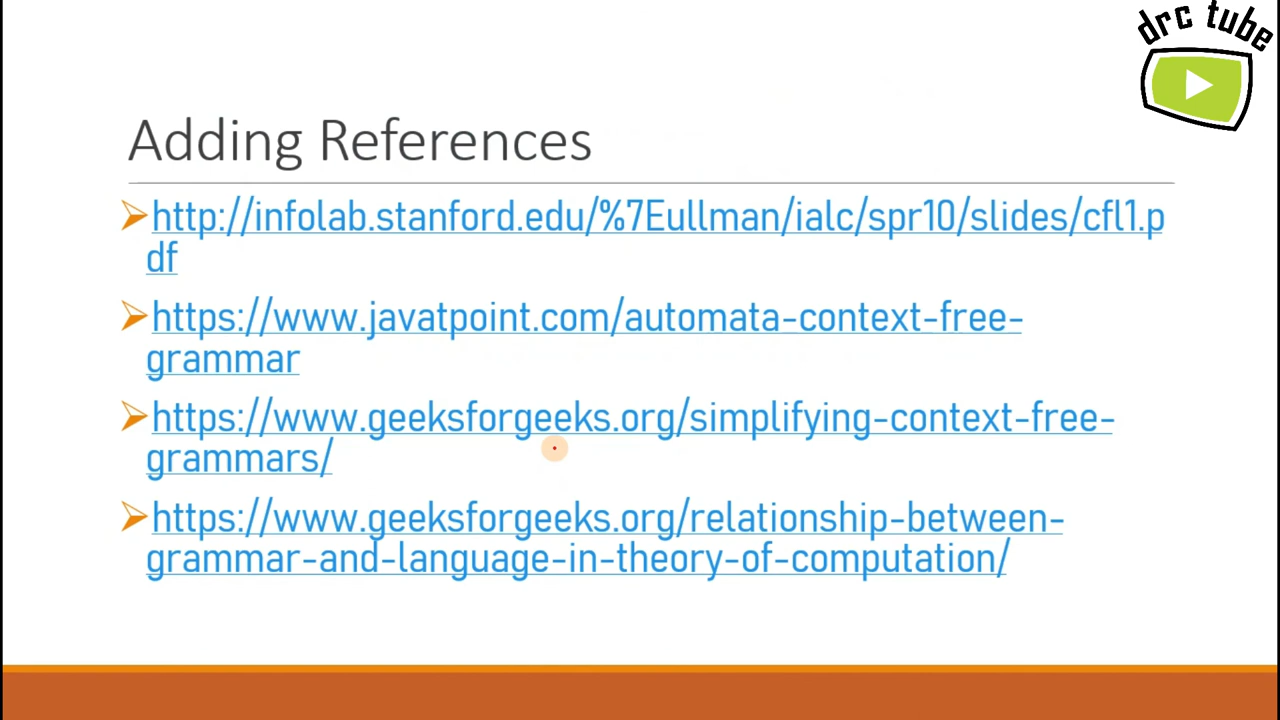 drc tube
Adding References
http://infolab.stanford.edu/%7Eullman/ialc/spr10/slides/cfl1.p
df
https://www.javatpoint.com/automata-context-free-
grammar
https://www.geeksforgeeks.org/simplifying-context-free-
grammars/
https://www.geeksforgeeks.org/relationship-between-
grammar-and-language-in-theory-of-computation/